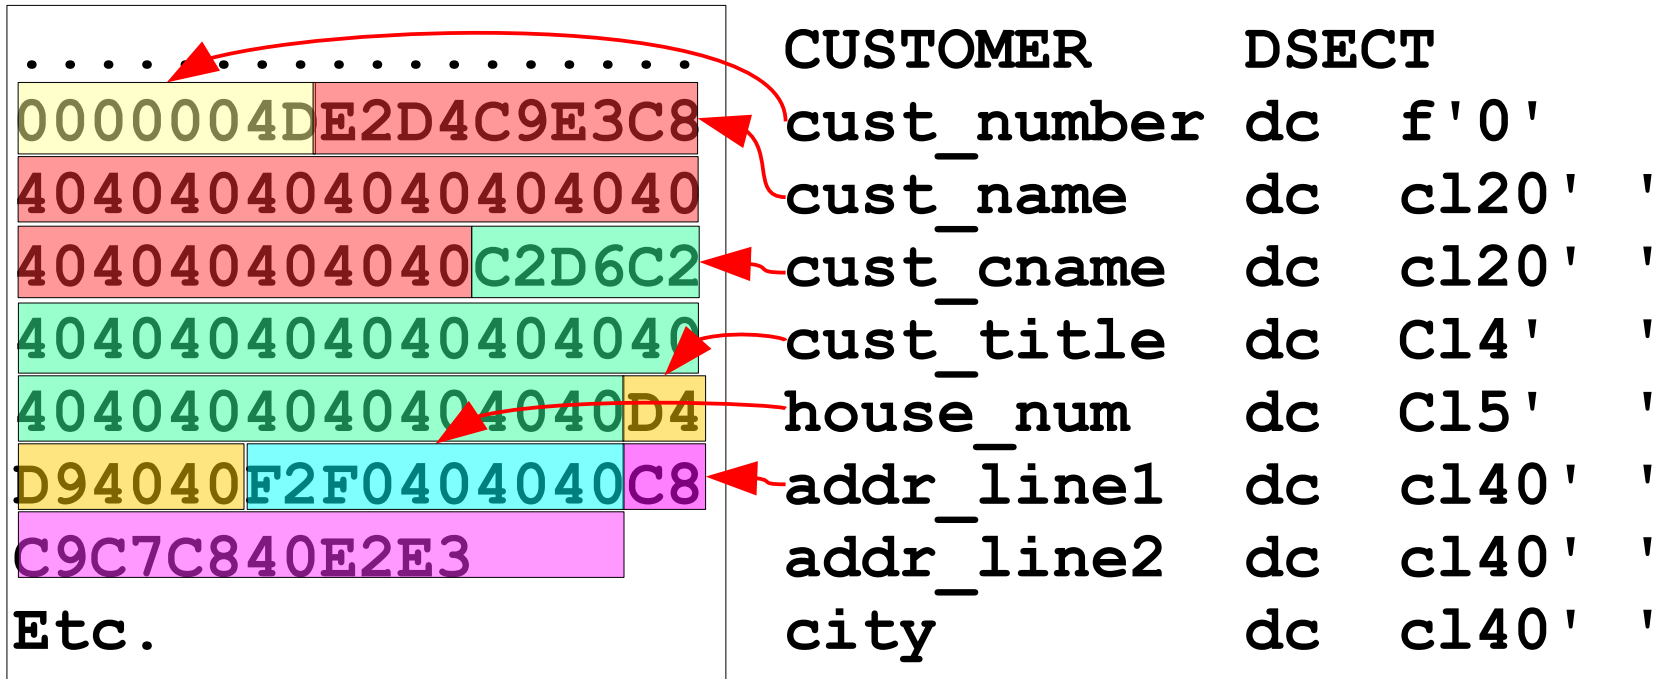 ..................
0000004DE2D4C9E3C8
404040404040404040
404040404040C2D6C2
404040404040404040
4040404040404040D4
D94040F2F0404040C8
C9C7C840E2E3
Etc.
CUSTOMER DSECT
cust_number dc f'0'
cust_name dc cl20' '
cust_cname dc cl20' '
cust_title dc Cl4' '
house_num dc Cl5' '
addr_line1 dc cl40' '
addr_line2 dc cl40' '
city dc cl40' '